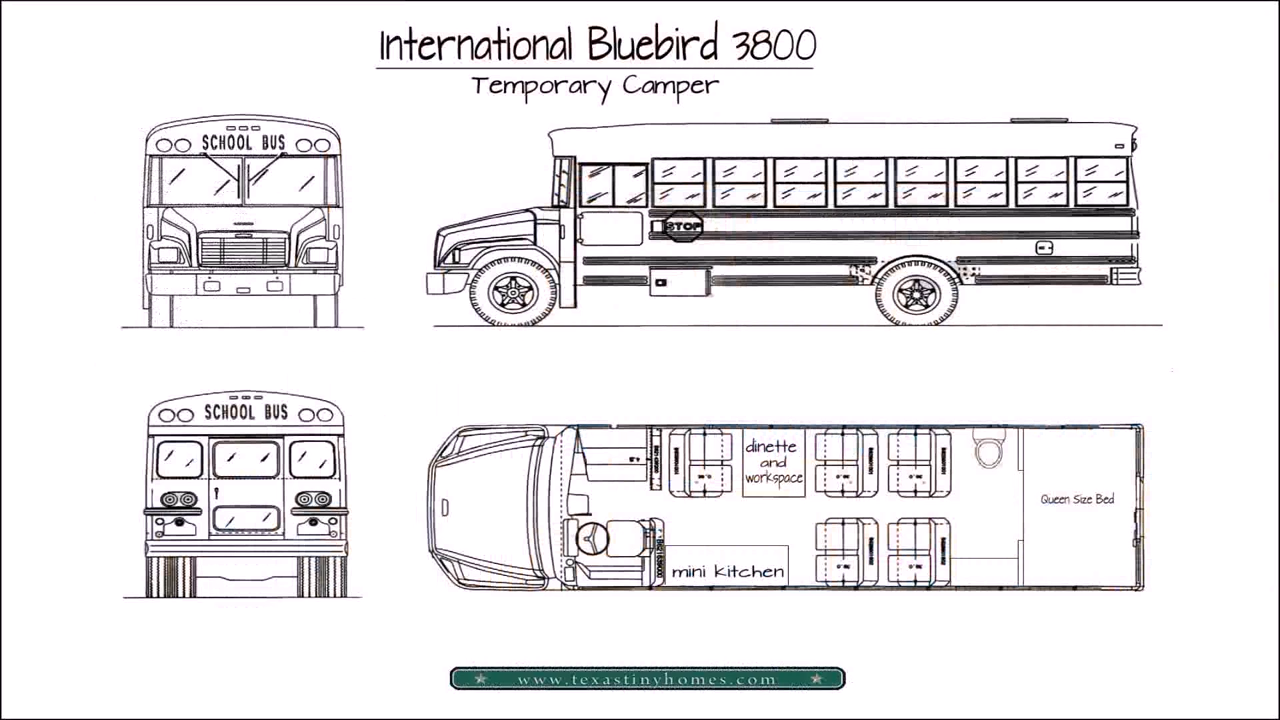 International Bluebird 3800
Temporary Camper
SCHOOL BUS
STOP
SCHOOL BUS
dinette
and
workspace
Queen Size Bed
mini kitchen
www.texastinyhomes.com